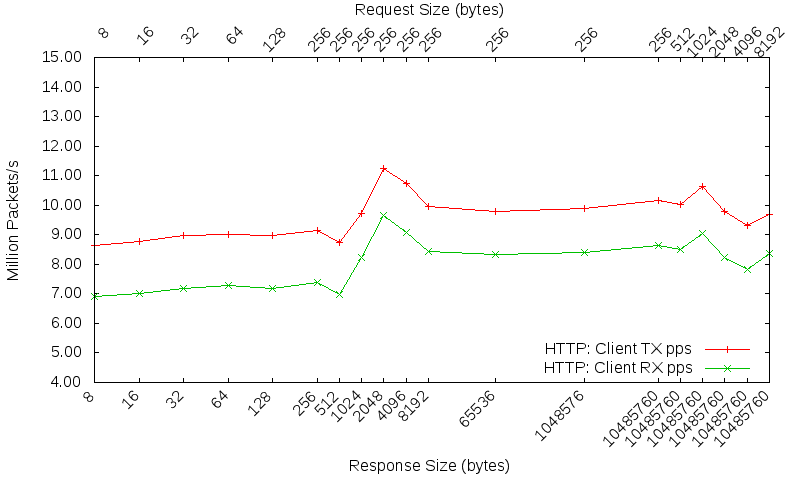 Request Size (bytes)
8 16 32 64 128 256 256 256 256 256 256 256 256 256 512 1024 2048 4096 8192
15.00
14.00
13.00
12.00
11.00
10.00
9.00
8.00
7.00
6.00
5.00
4.00
Million Packets/s
HTTP: Client TX pps
HTTP: Client RX pps
8 16 32 64 128 256 512 1024 2048 4096 8192 65536 1048576 10485760 10485760 10485760 10485760 10485760 10485760
Response Size (bytes)